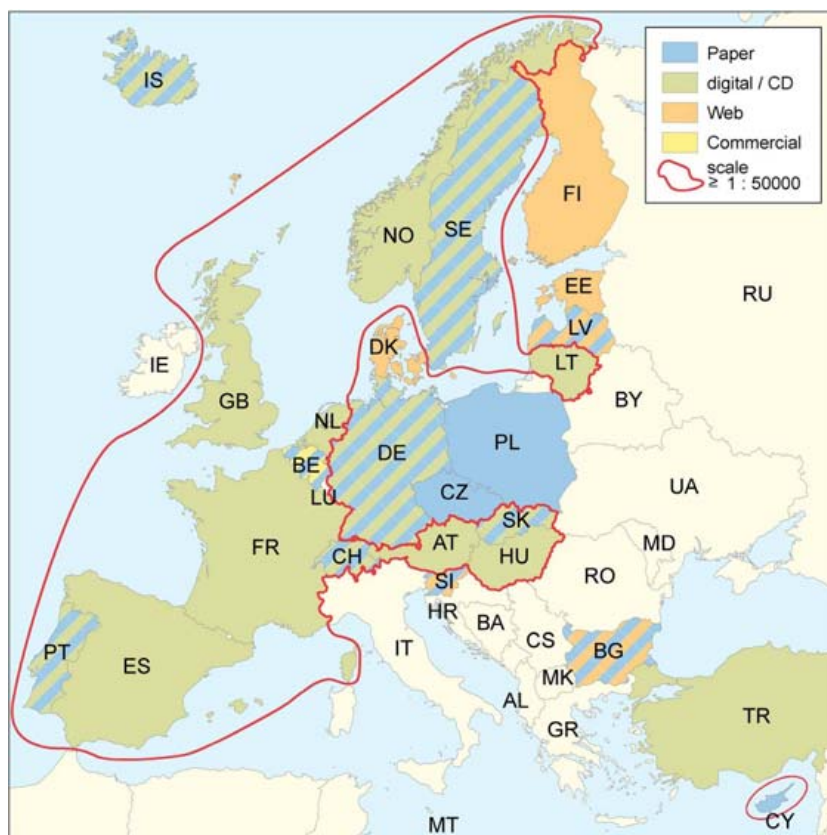 IS
Paper
digital / CD
Web
Commercial
scale
≥ 1 : 50000
FI
NO
SE
RU
EE
LV
DK
LT
IE
GB
BY
NL
DE
PL
BE
CZ
UA
LU
SK
FR
CH
AT
HU
MD
SI
RO
HR
BA
CS
BG
PT
ES
IT
MK
AL
GR
TR
MT
CY